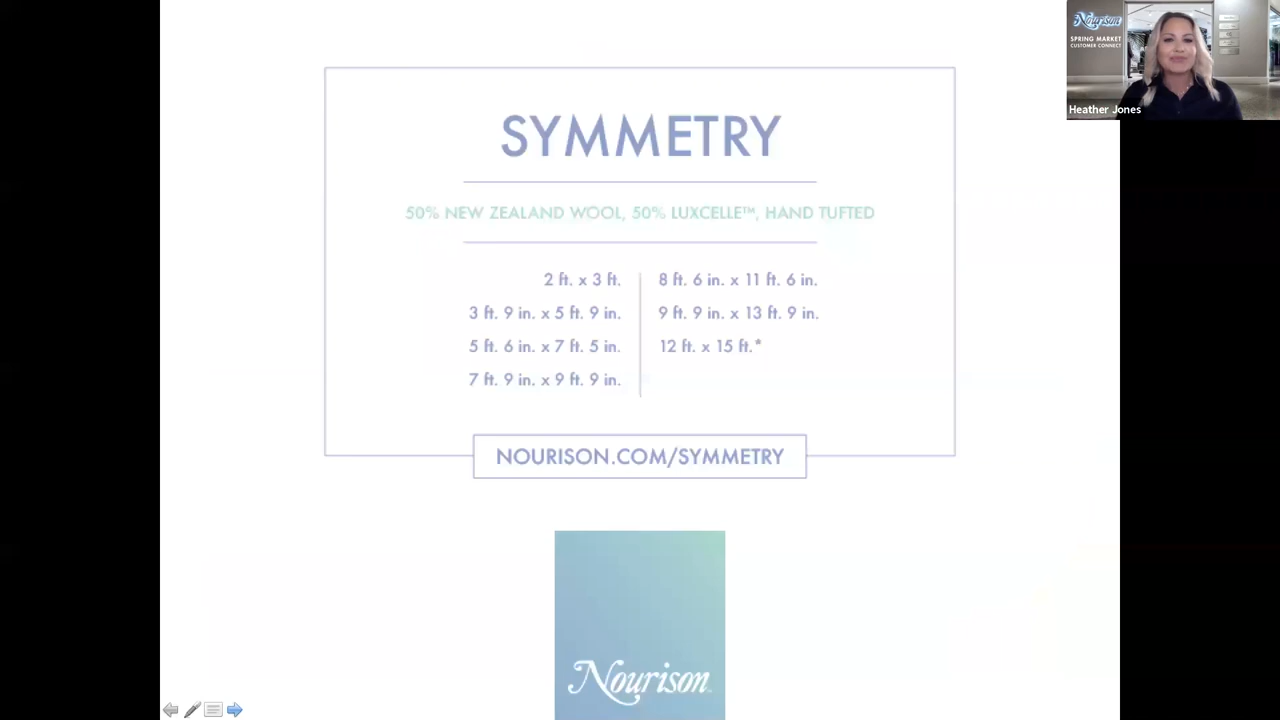 SYMMETRY
50% NEW ZEALAND WOOL, 50% LUXCELLE™, HAND TUFTED
2 ft. x 3 ft.
3 ft. 9 in. x 5 ft. 9 in.
5 ft. 6 in. x 7 ft. 5 in.
7 ft. 9 in. x 9 ft. 9 in.
8 ft. 6 in. x 11 ft. 6 in.
9 ft. 9 in. x 13 ft. 9 in.
12 ft. x 15 ft.*
NOURISON.COM/SYMMETRY
Nourison
Nourison
SPRING MARKET
CUSTOMER CONNECT
Heather Jones